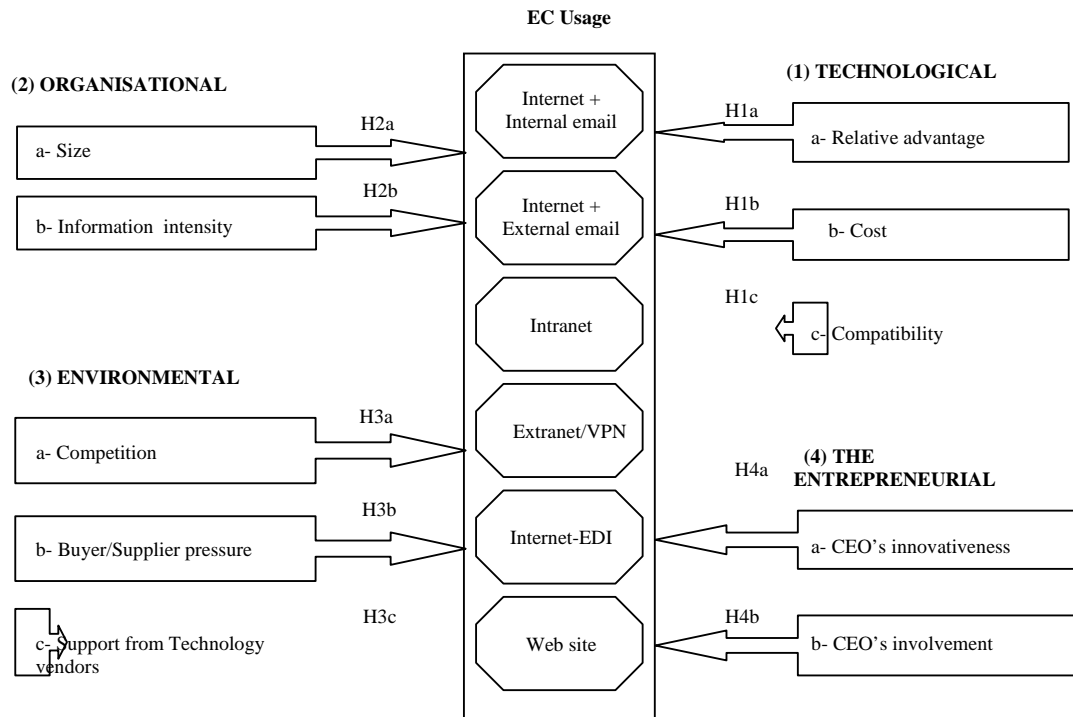 EC Usage
(2) ORGANISATIONAL
H2a
a- Size
H2b
b- Information intensity
(3) ENVIRONMENTAL
H3a
a- Competition
H3b
b- Buyer/Supplier pressure
H3c
c- Support from Technology
vendors
Internet +
Internal email
Internet +
External email
Intranet
Extranet/VPN
Internet-EDI
Web site
(1) TECHNOLOGICAL
H1a
a- Relative advantage
H1b
b- Cost
H1c
c- Compatibility
(4) THE
ENTREPRENEURIAL
H4a
a- CEO’s innovativeness
H4b
b- CEO’s involvement